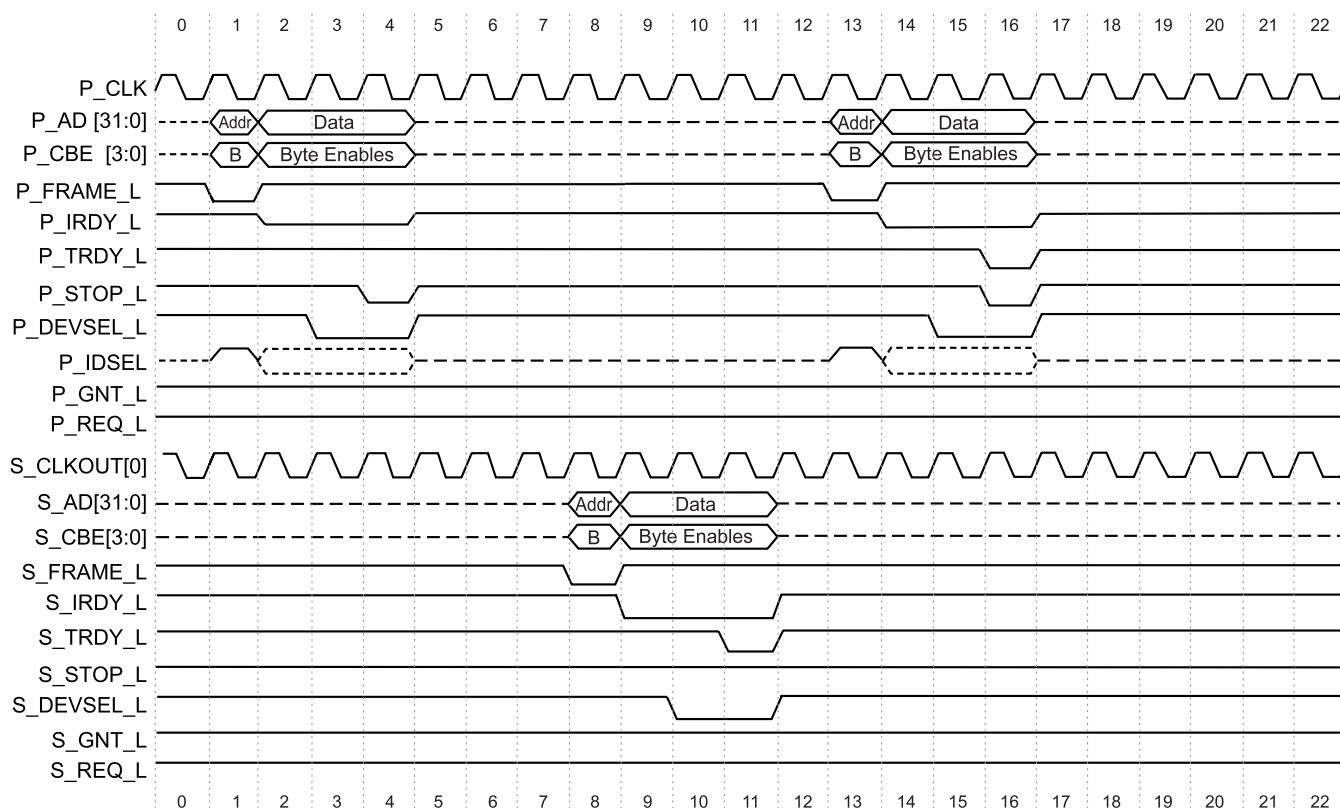 0 1 2 3 4 5 6 7 8 9 10 11 12 13 14 15 16 17 18 19 20 21 22
P_CLK
P_AD [31:0] Addr Data Addr Data
P_CBE [3:0] B Byte Enables B Byte Enables
P_FRAME_L
P_IRDY_L
P_TRDY_L
P_STOP_L
P_DEVSEL_L
P_IDSEL
P_GNT_L
P_REQ_L
S_CLKOUT[0]
S_AD[31:0] Addr Data
S_CBE[3:0] B Byte Enables
S_FRAME_L
S_IRDY_L
S_TRDY_L
S_STOP_L
S_DEVSEL_L
S_GNT_L
S_REQ_L
0 1 2 3 4 5 6 7 8 9 10 11 12 13 14 15 16 17 18 19 20 21 22